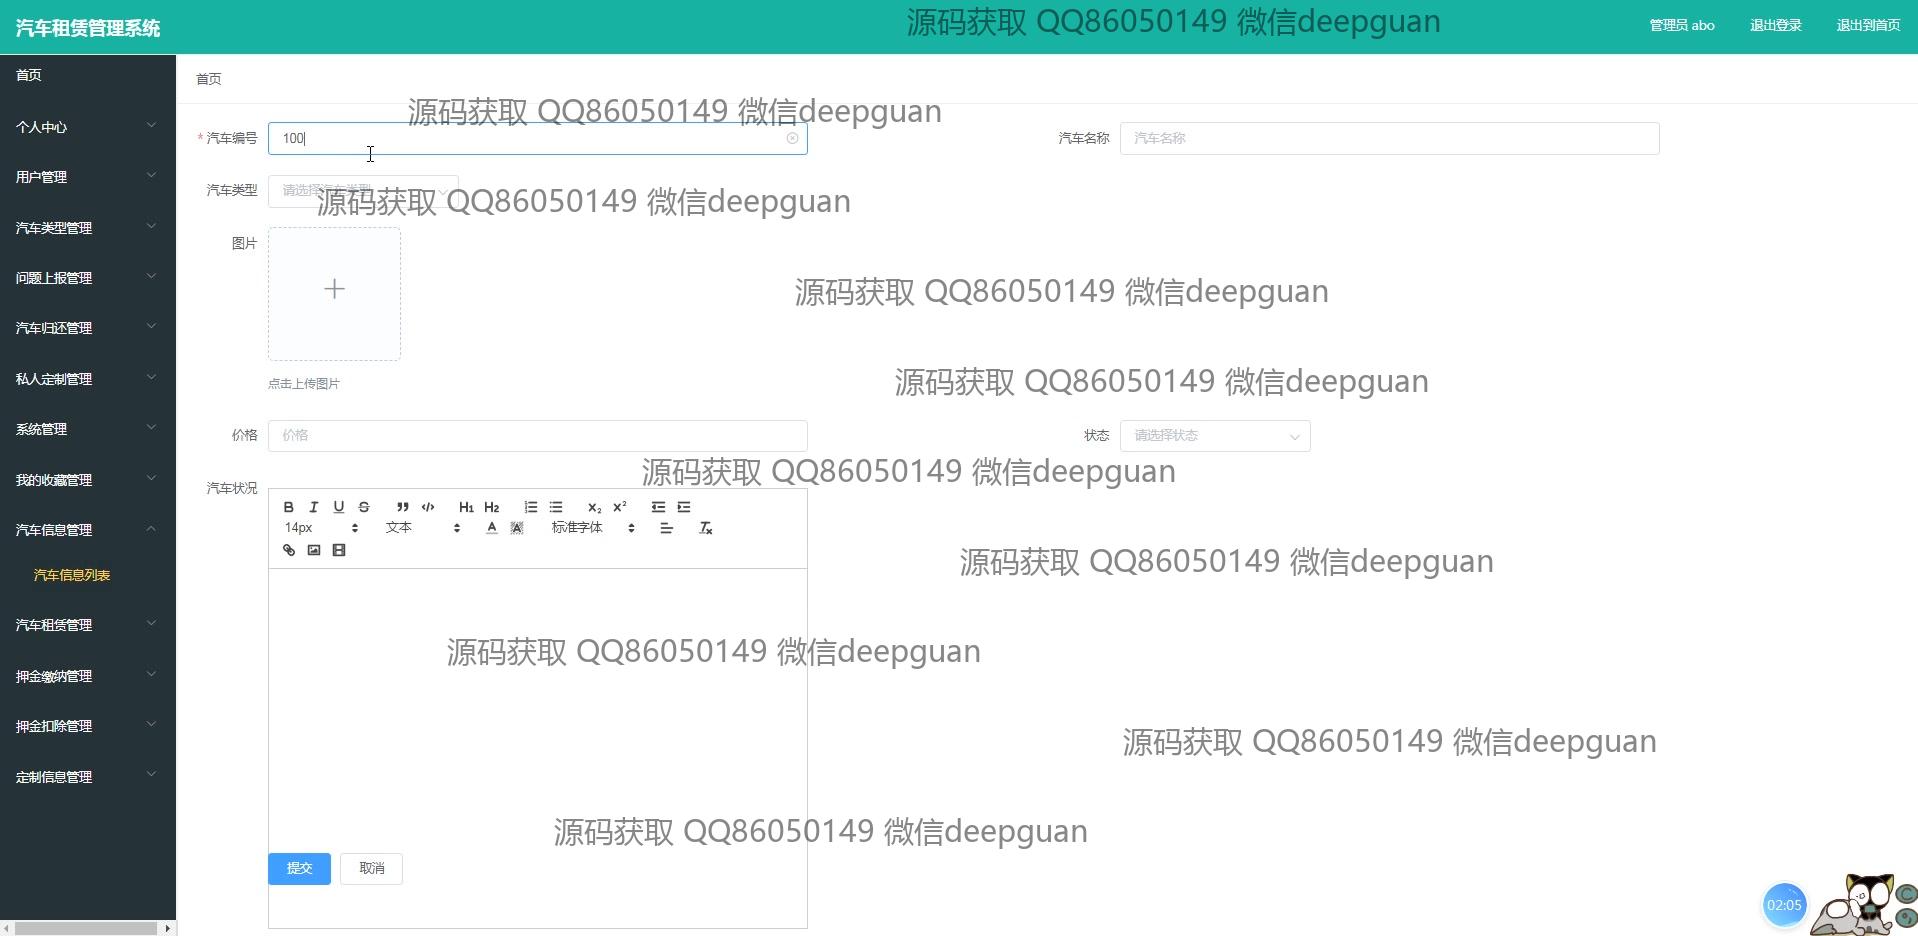 汽车租赁管理系统
源码获取 QQ86050149 微信deepguan
管理员 abo
退出登录
退出到首页
首页
首页
源码获取 QQ86050149 微信deepguan
个人中心
* 汽车编号
100
汽车名称
汽车名称
用户管理
汽车类型
请选择汽车类型
源码获取 QQ86050149 微信deepguan
汽车类型管理
图片
问题上报管理
源码获取 QQ86050149 微信deepguan
汽车归还管理
私人定制管理
点击上传图片
源码获取 QQ86050149 微信deepguan
系统管理
价格
价格
状态
请选择状态
我的收藏管理
源码获取 QQ86050149 微信deepguan
汽车状况
B I U S ” </> H1 H2 X2 X2
14px 文本 A A 标准字体 Tx
汽车信息管理
汽车信息列表
源码获取 QQ86050149 微信deepguan
汽车租赁管理
源码获取 QQ86050149 微信deepguan
押金缴纳管理
押金扣除管理
源码获取 QQ86050149 微信deepguan
定制信息管理
源码获取 QQ86050149 微信deepguan
提交
取消
02:05